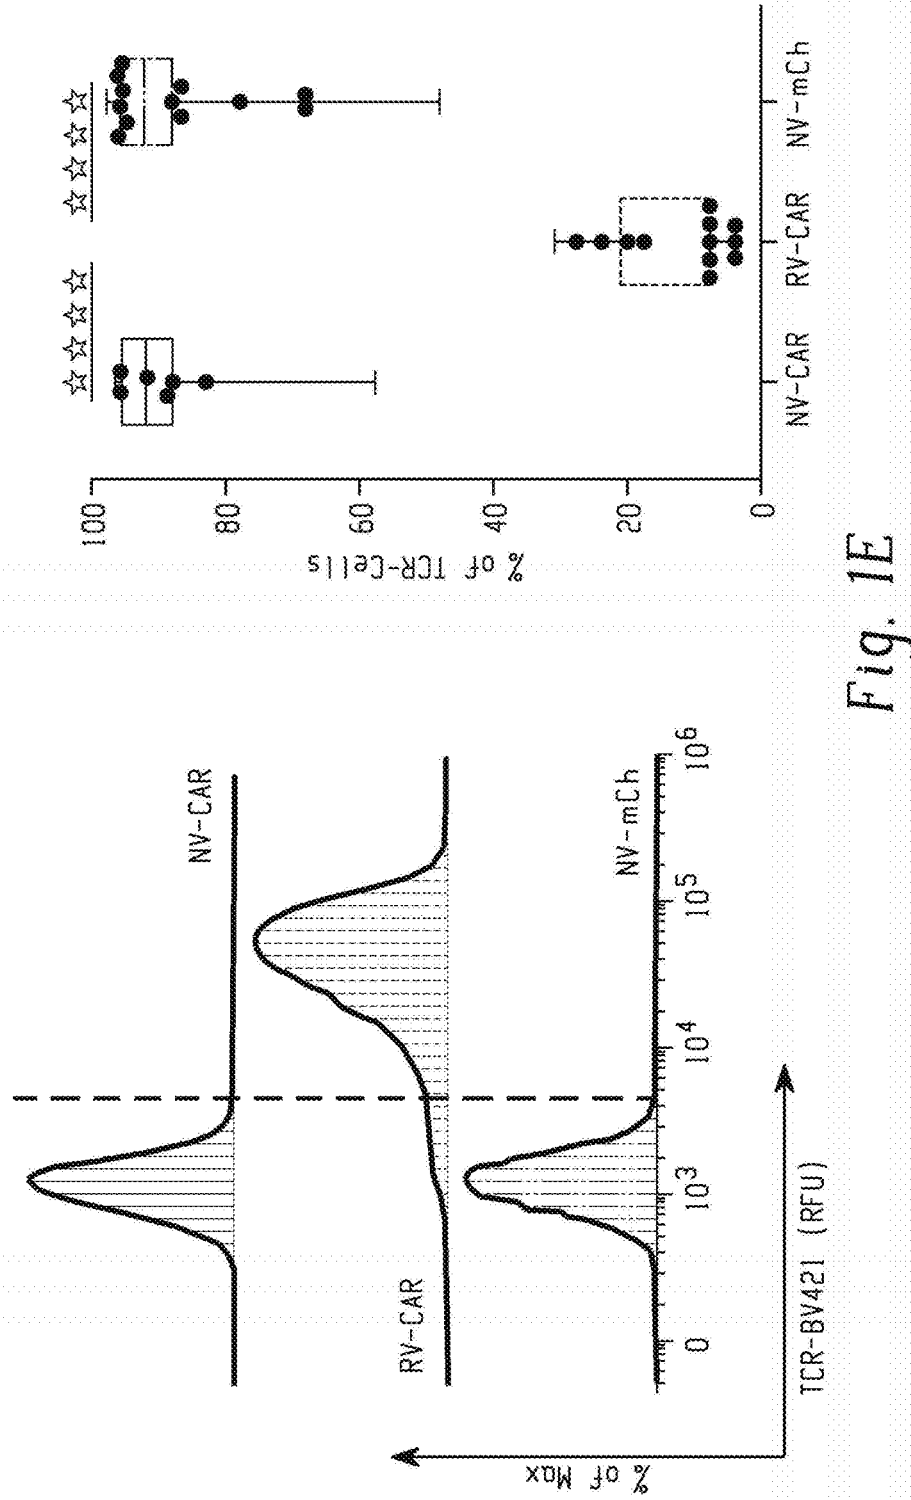 NV-CAR
RV-CAR
NV-mCh
% of Max
0
10³
10⁴
10⁵
10⁶
TCR-BV421 (RFU)
☆☆☆☆
☆☆☆☆
100
80
60
40
20
0
% of TCR-Cells
NV-CAR
RV-CAR
NV-mCh
Fig. 1E